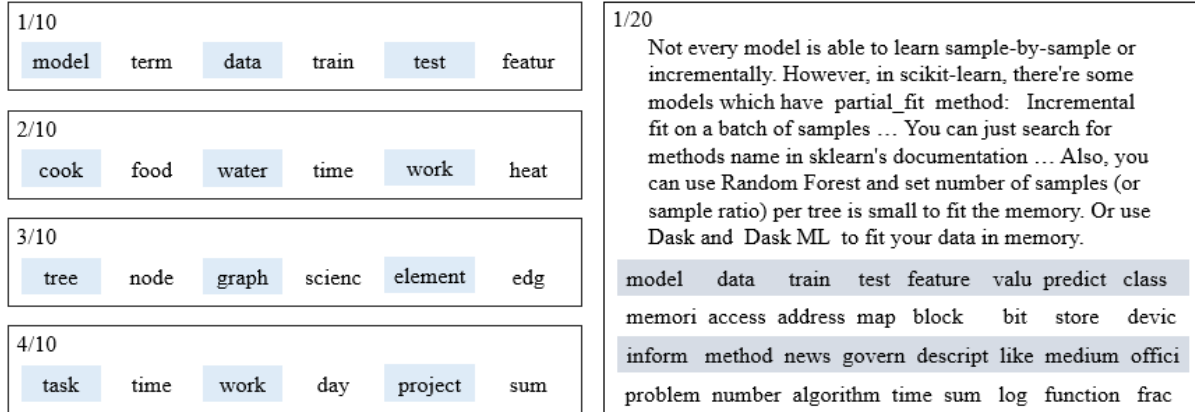 1/10
model term data train test featur
2/10
cook food water time work heat
3/10
tree node graph scienc element edg
4/10
task time work day project sum
1/20
Not every model is able to learn sample-by-sample or
incrementally. However, in scikit-learn, there're some
models which have partial_fit method: Incremental
fit on a batch of samples … You can just search for
methods name in sklearn's documentation … Also, you
can use Random Forest and set number of samples (or
sample ratio) per tree is small to fit the memory. Or use
Dask and Dask ML to fit your data in memory.
model data train test feature valu predict class
memori access address map block bit store devic
inform method news govern descript like medium offici
problem number algorithm time sum log function frac